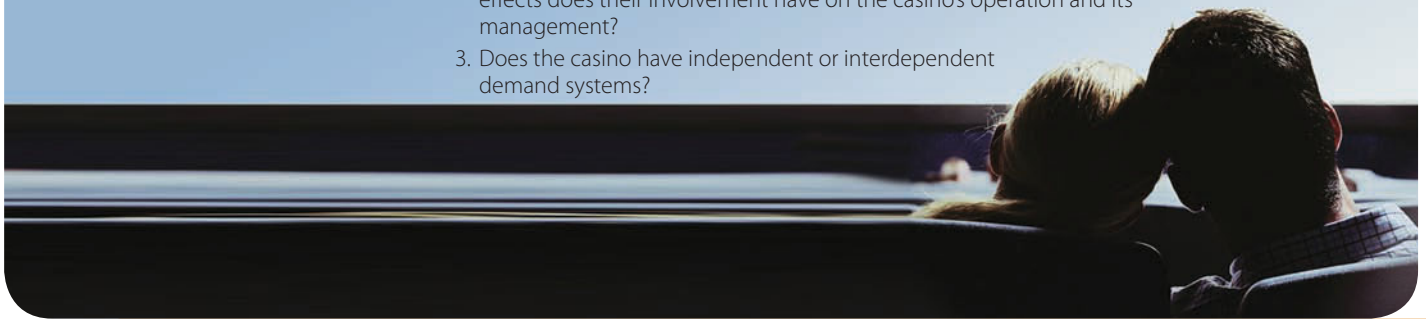 effects does their involvement have on the casino's operation and its
management?
3. Does the casino have independent or interdependent
demand systems?